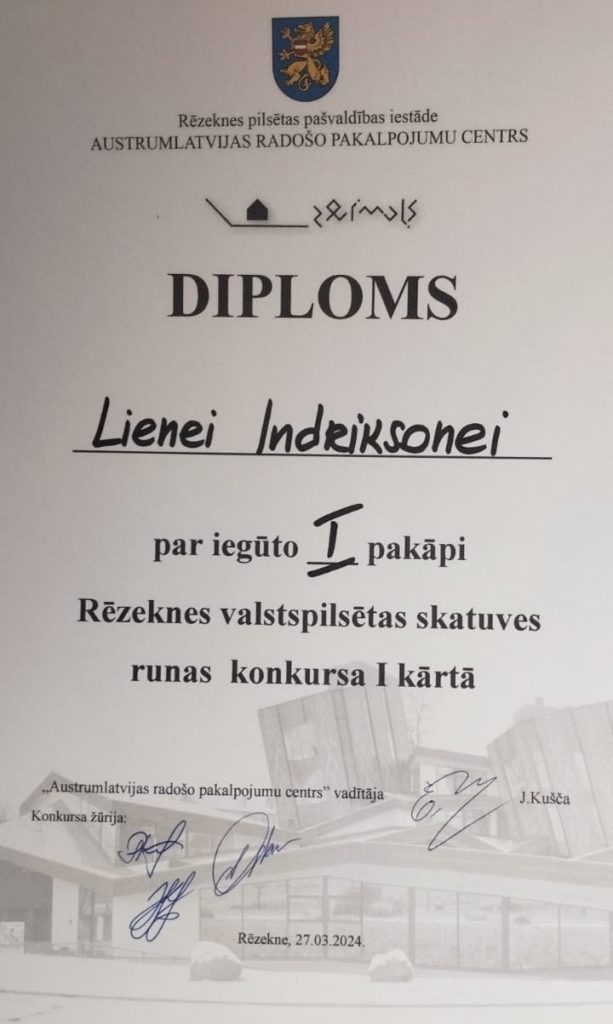 Rēzeknes pilsētas pašvaldības iestāde
AUSTRUMLATVIJAS RADOŠO PAKALPOJUMU CENTRS
DIPLOMS
Lienei Indriksonei
par iegūto I pakāpi
Rēzeknes valstspilsētas skatuves
runas konkursa I kārtā
„Austrumlatvijas radošo pakalpojumu centrs” vadītāja J.Kušča
Konkursa žūrija:
Rēzekne, 27.03.2024.